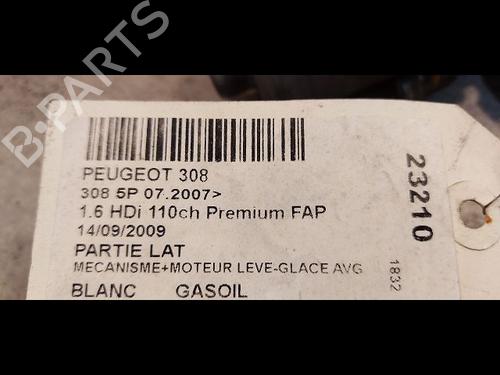 PEUGEOT 308
308 5P 07.2007>
1.6 HDi 110ch Premium FAP
14/09/2009
PARTIE LAT
MECANISME+MOTEUR LEVE-GLACE AVG
BLANC GASOIL
23210
1832
B-PARTS